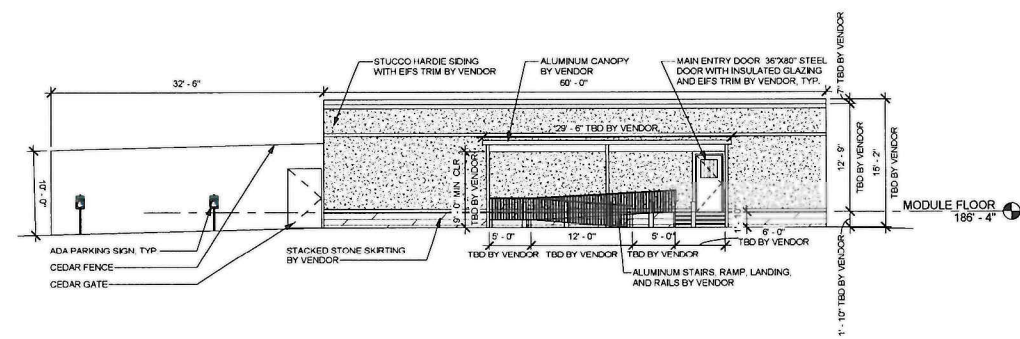 STUCCO HARDIE SIDING
WITH EIFS TRIM BY VENDOR
ALUMINUM CANOPY
BY VENDOR
60'- 0"
MAIN ENTRY DOOR 36"X80" STEEL
DOOR WITH INSULATED GLAZING
AND EIFS TRIM BY VENDOR, TYP.
7" TBD BY VENDOR
32' - 6"
"29' - 6" TBD BY VENDOR
10' - 0"
9' - 0" MIN CLR
TBD BY VENDOR
12' - 9"
TBD BY VENDOR
15' - 2"
TBD BY VENDOR
MODULE FLOOR
186' - 4"
ADA PARKING SIGN, TYP.
CEDAR FENCE
CEDAR GATE
STACKED STONE SKIRTING
BY VENDOR
5' - 0"
12' - 0"
5' - 0"
6' - 0"
TBD BY VENDOR
TBD BY VENDOR
TBD BY VENDOR
TBD BY VENDOR
ALUMINUM STAIRS, RAMP, LANDING,
AND RAILS BY VENDOR
1' - 10" TBD BY VENDOR